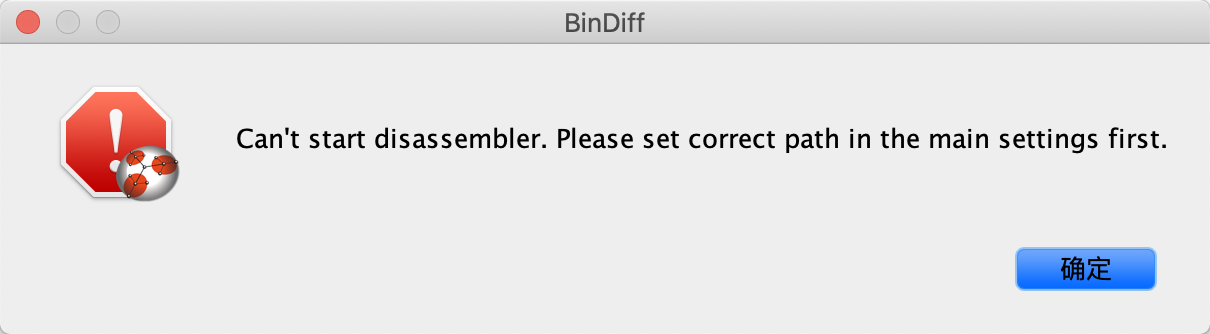 BinDiff
Can't start disassembler. Please set correct path in the main settings first.
确定